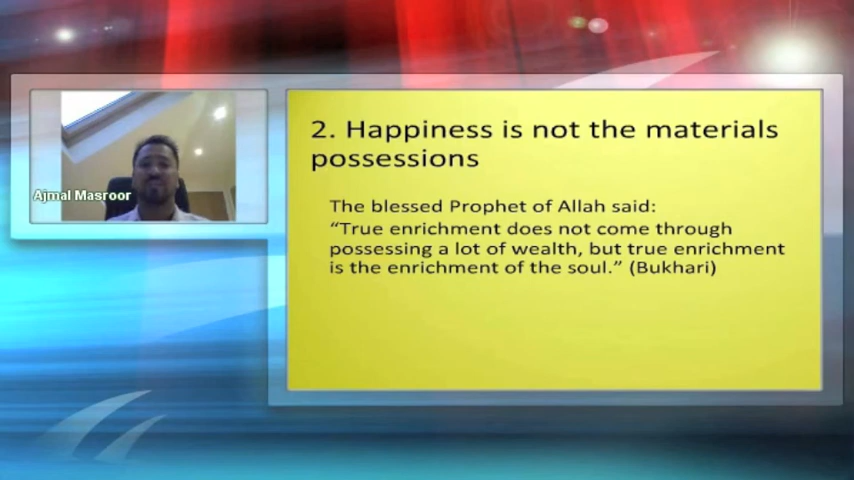 Ajmal Masroor
2. Happiness is not the materials
possessions
The blessed Prophet of Allah said:
“True enrichment does not come through
possessing a lot of wealth, but true enrichment
is the enrichment of the soul.” (Bukhari)